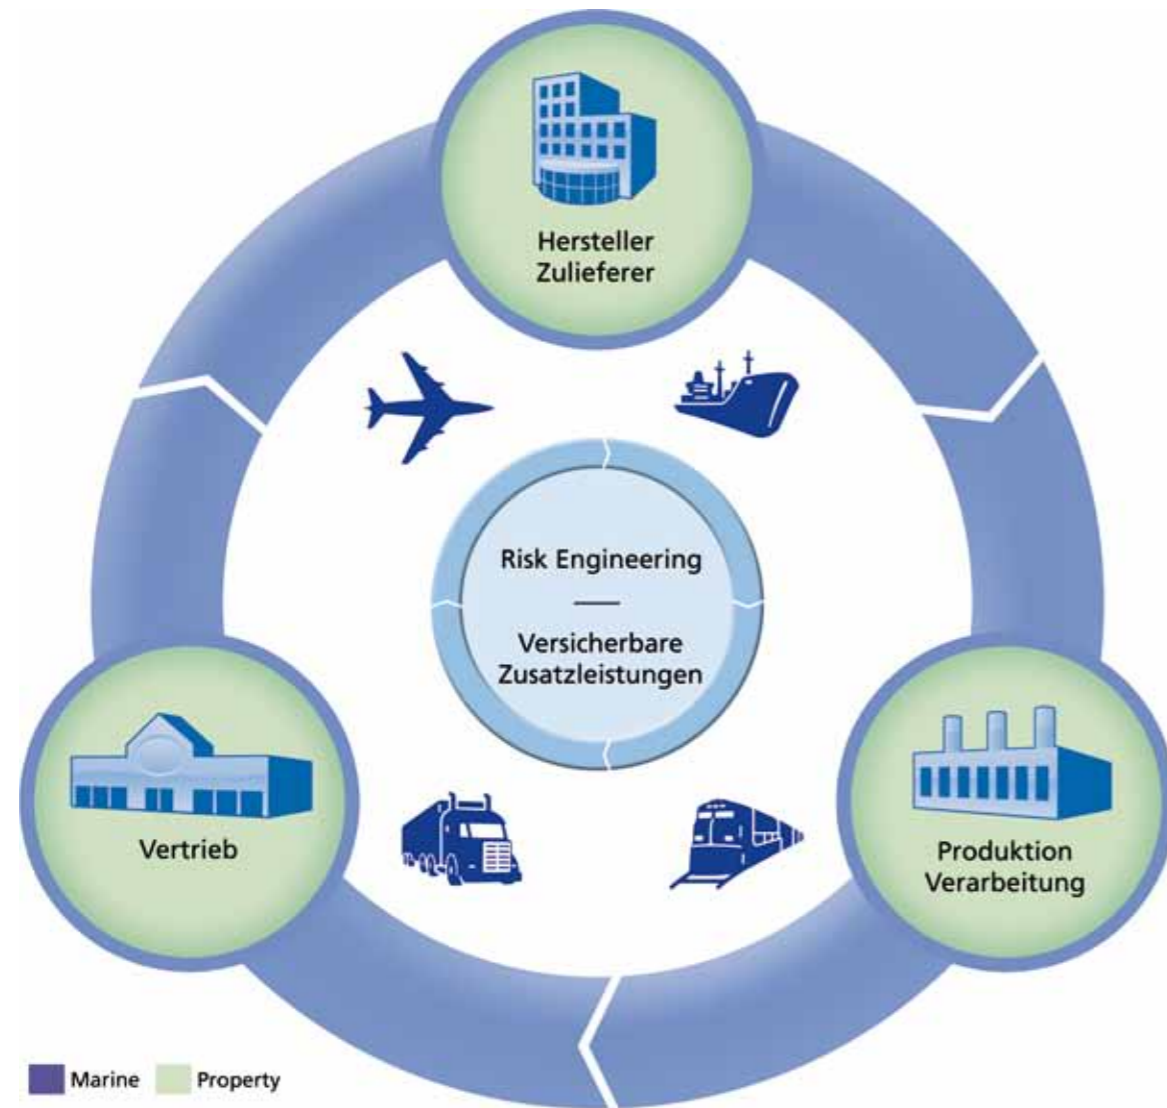 Hersteller
Zulieferer
Risk Engineering
Versicherbare
Zusatzleistungen
Vertrieb
Produktion
Verarbeitung
Marine
Property